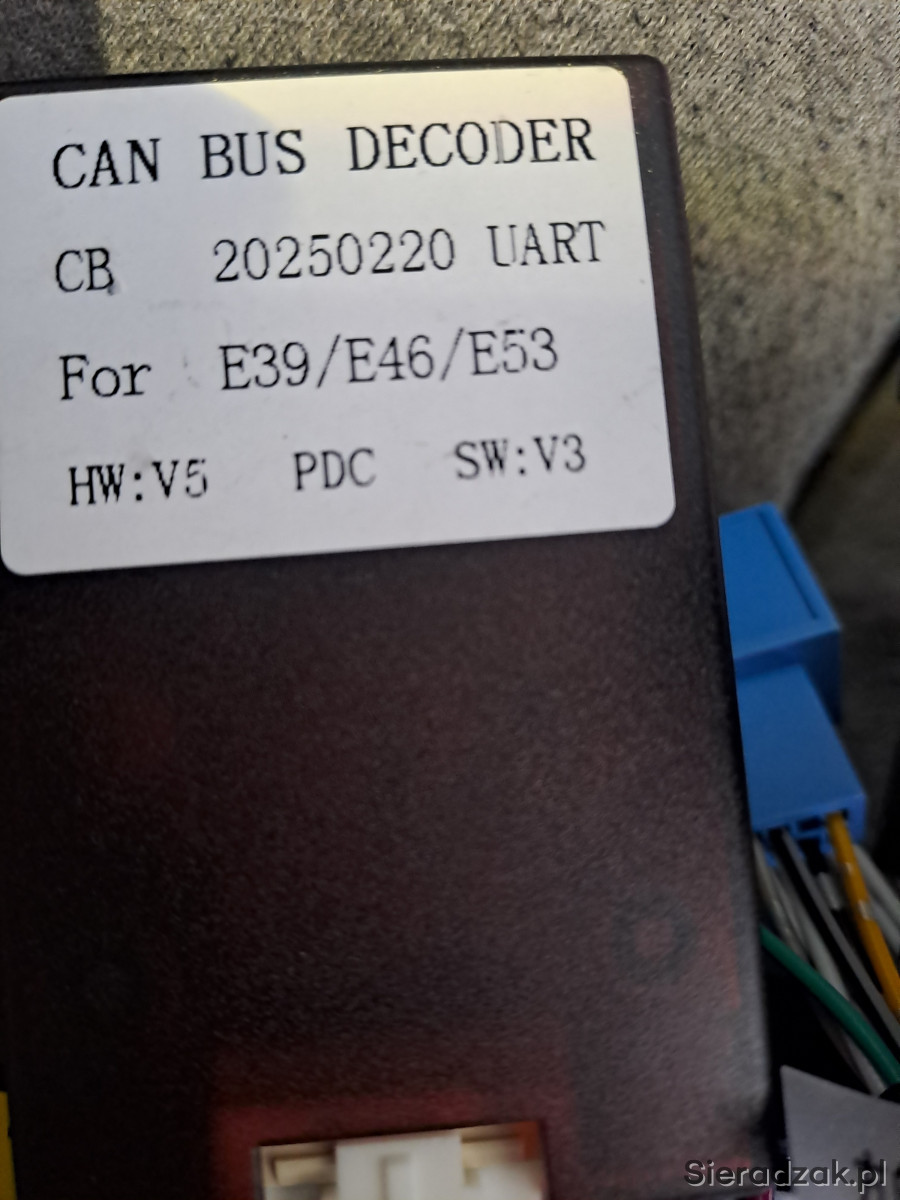 CAN BUS DECODER
CB 20250220 UART
For E39/E46/E53
HW:V5 PDC SW:V3
Sieradzak.pl